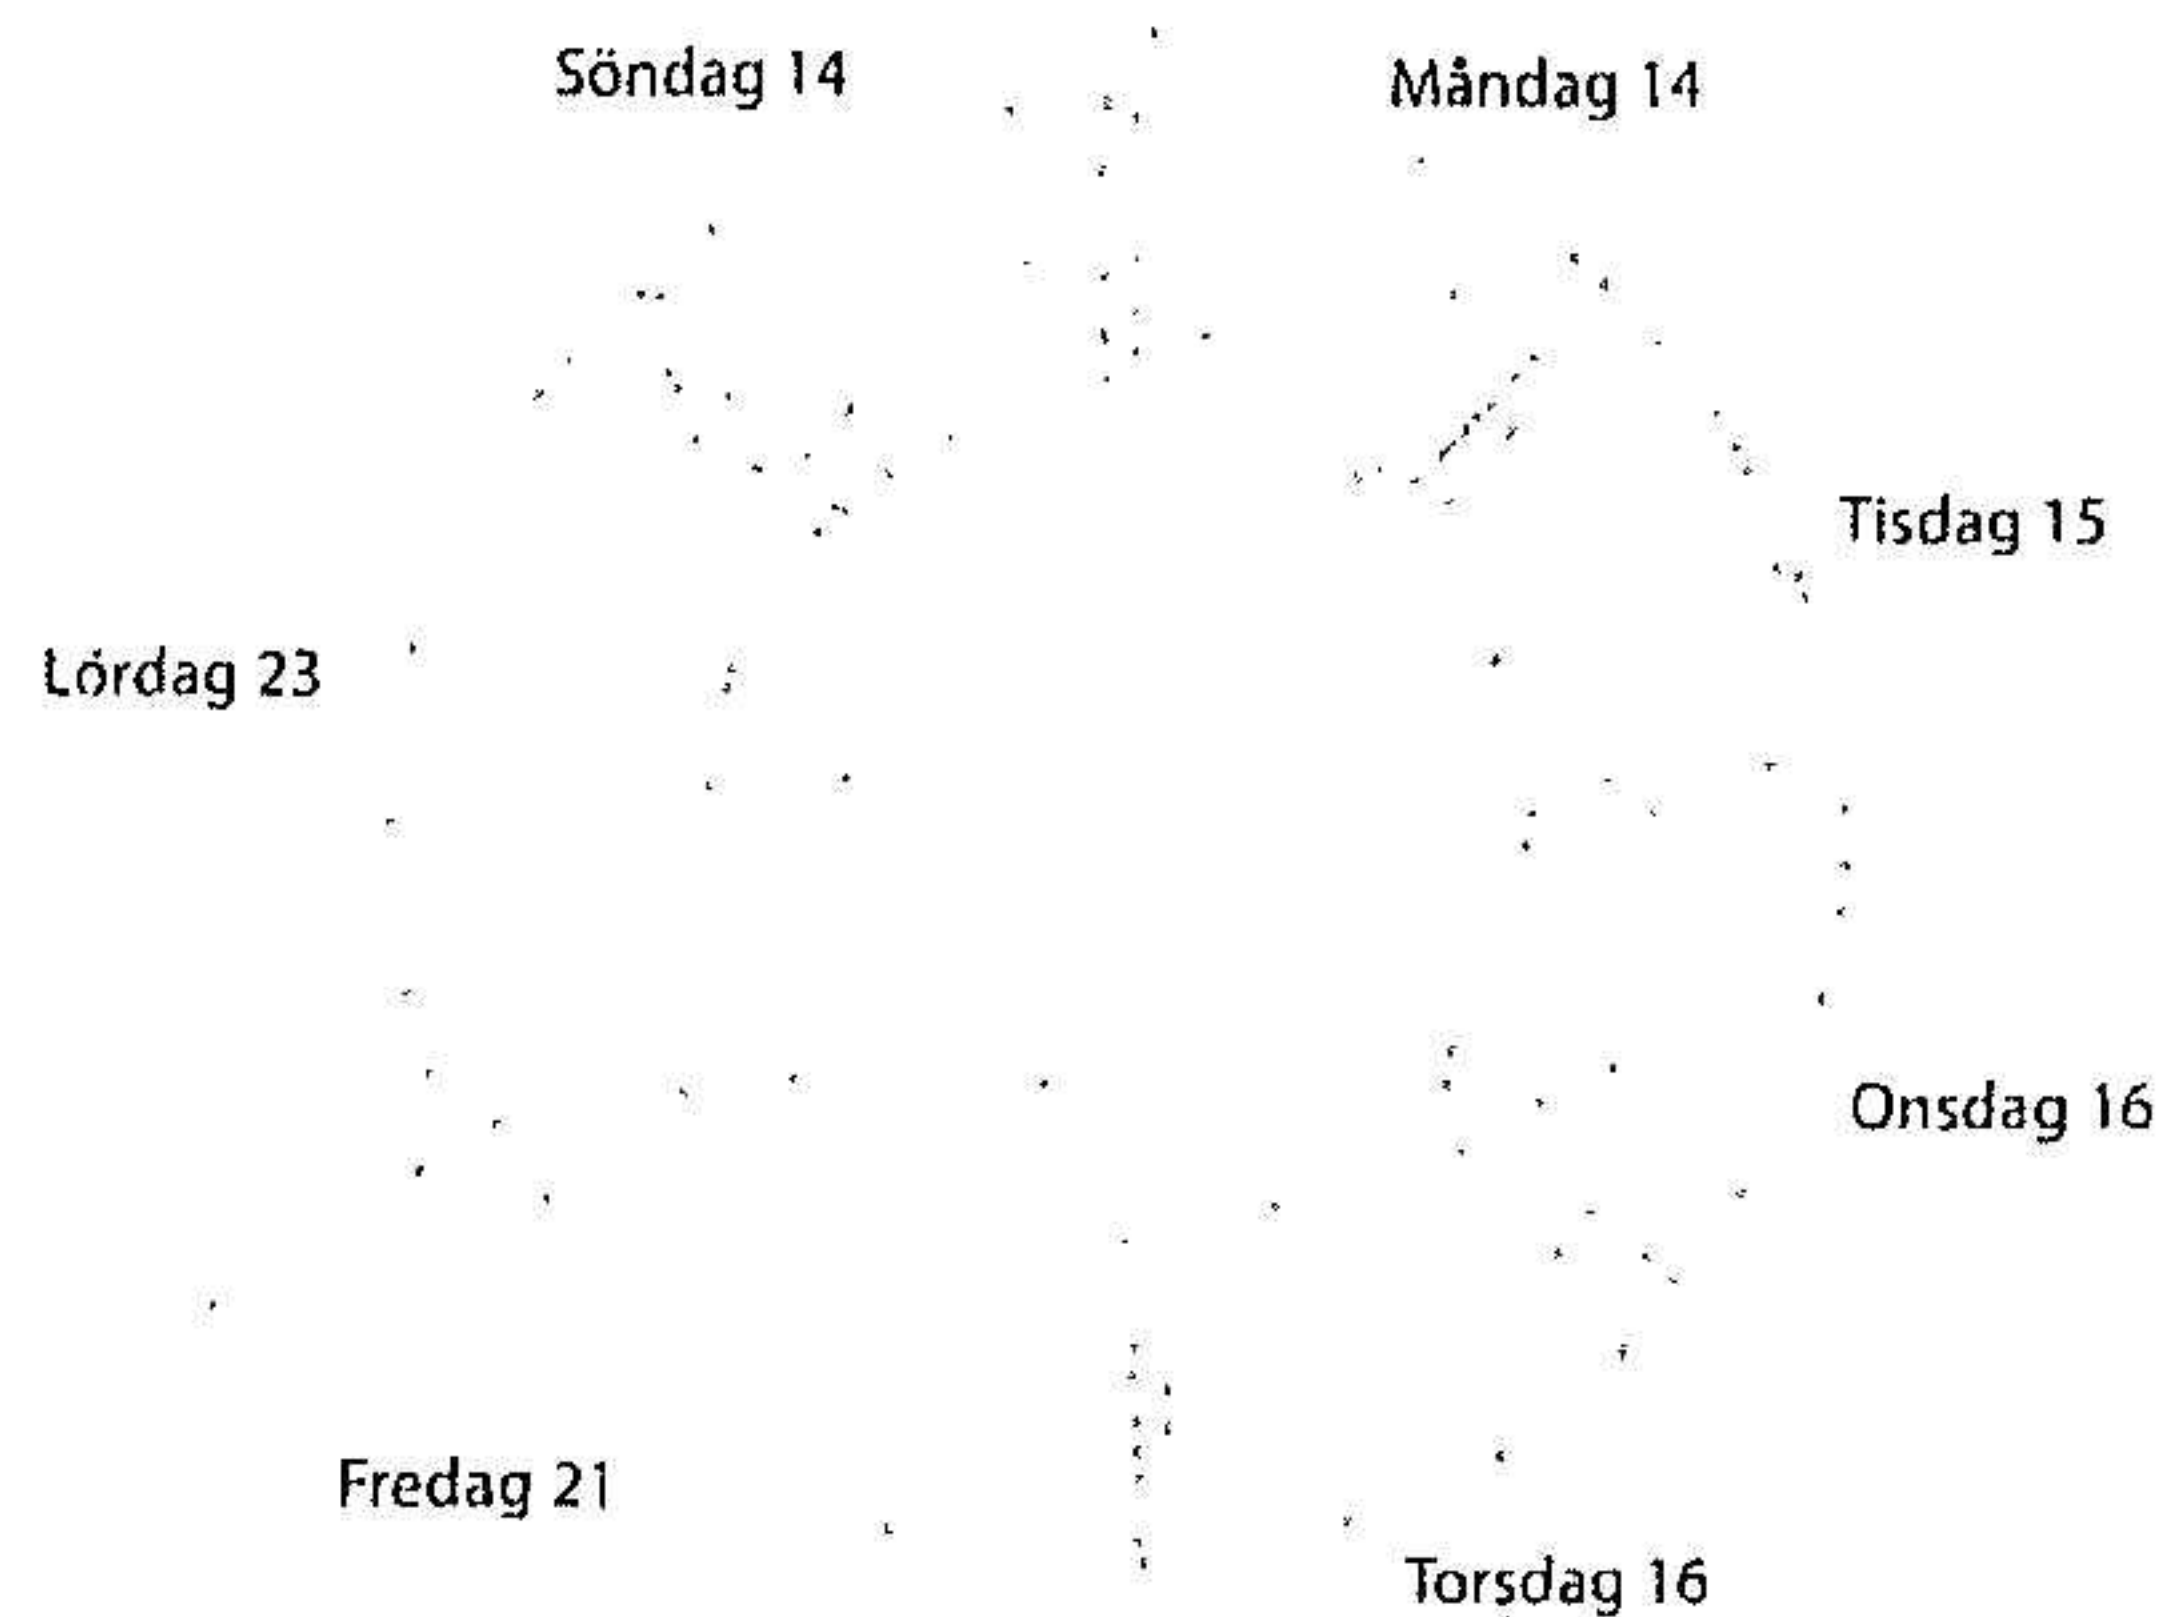 Söndag 14
Måndag 14
Tisdag 15
Lördag 23
Onsdag 16
Fredag 21
Torsdag 16